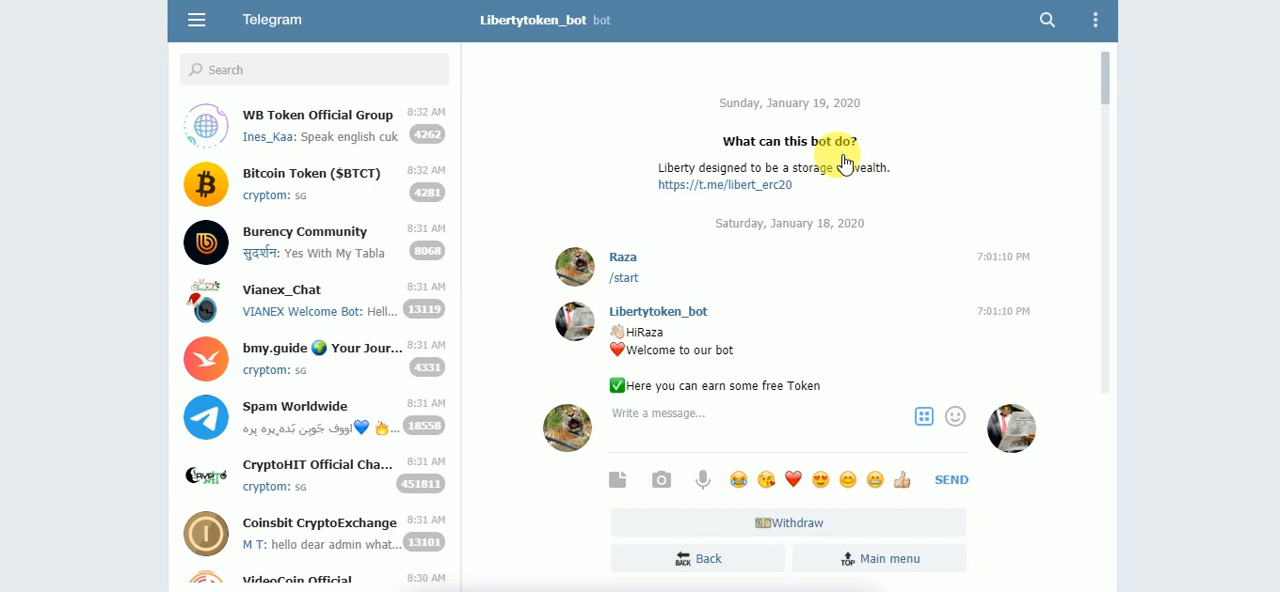 Telegram
Libertytoken_bot bot
Search
WB Token Official Group 8:32 AM
Ines_Kaa: Speak english cuk 4262
Bitcoin Token ($BTCT) 8:32 AM
cryptom: SG 4281
Burency Community 8:31 AM
सुदर्शन: Yes With My Tabla 8068
Vianex_Chat 8:31 AM
VIANEX Welcome Bot: Hell... 13119
bmy.guide 🌍 Your Jour... 8:31 AM
cryptom: SG 4331
Spam Worldwide 8:31 AM
18558
CryptoHIT Official Cha... 8:31 AM
cryptom: SG 451811
Coinsbit CryptoExchange 8:31 AM
M T: hello dear admin what... 13101
VideoCoin Official 8:30 AM
Sunday, January 19, 2020
What can this bot do?
Liberty designed to be a storage wealth.
https://t.me/libert_erc20
Saturday, January 18, 2020
Raza 7:01:10 PM
/start
Libertytoken_bot 7:01:10 PM
👋🏻HiRaza
❤️Welcome to our bot
✅Here you can earn some free Token
Write a message...
SEND
Withdraw
BACK Back
TOP Main menu